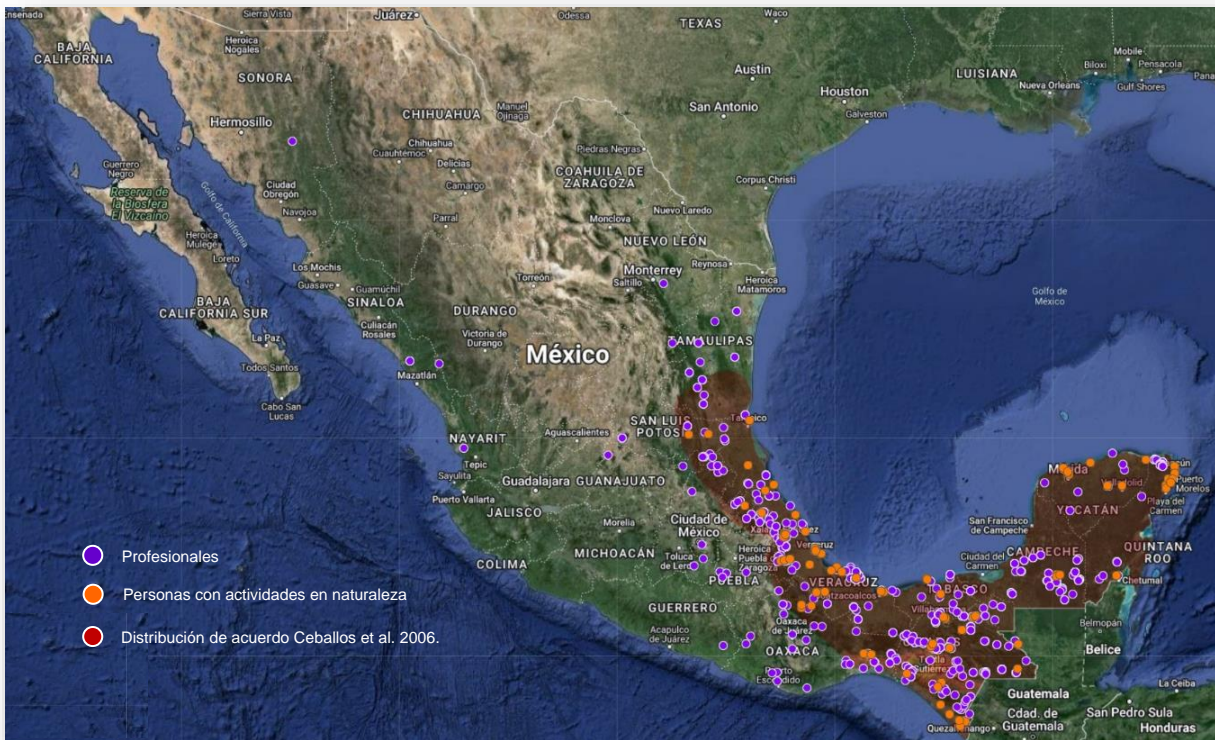 Ensenada
Sierra Vista
Juárez
Odessa
TEXAS
Waco
BAJA
CALIFORNIA
Heroica
Nogales
SONORA
Austin
LUISIANA
Mobile
Biloxi
Pensacola
Nueva Orleans
Gulf Shores
Houston
San Antonio
Galveston
CHIHUAHUA
Manuel
Ojinaga
Hermosillo
Chihuahua
Cuauhtémoc
Delicias
Camargo
Piedras Negras
COAHUILA
DE
ZARAGOZA
Guerrero
Negro
Reserva de
la Biosfera
El Vizcaíno
Golfo de California
Ciudad
Obregón
Navojoa
Corpus Christi
Nuevo Laredo
Parral
Monclova
Heroica
Mulegé
Loreto
NUEVO LEÓN
Reynosa
Monterrey
Saltillo
Heroica
Matamoros
Los Mochis
Guasave
Guamúchil
Torreón
Golfo de
México
BAJA
CALIFORNIA SUR
SINALOA
Culiacán
Rosales
DURANGO
Victoria de
Durango
TAMAULIPAS
La Paz
México
Todos Santos
Mazatlán
Cabo San
Lucas
SAN LUIS
POTOSÍ
NAYARIT
Aguascalientes
Tepic
Sayulita
Mérida
Valladolid
Puerto
Morelos
Playa del
Carmen
Guadalajara
GUANAJUATO
Puerto Vallarta
JALISCO
YUCATÁN
San Francisco
de Campeche
Morelia
Ciudad de
México
MICHOACÁN
Heroica
Puebla
Zaragoza
Veracruz
Ciudad del
Carmen
CAMPECHE
QUINTANA
ROO
COLIMA
PUEBLA
VERACRUZ
Chetumal
GUERRERO
Belmopán
Acapulco
de Juárez
Oaxaca
de Juárez
OAXACA
Belice
Tuxtla
Gutiérrez
Puerto
Escondido
Guatemala
La Ceiba
Cdad. de
Guatemala
San Pedro Sula
Honduras
Quezaltenango
Profesionales
Personas con actividades en naturaleza
Distribución de acuerdo Ceballos et al. 2006.